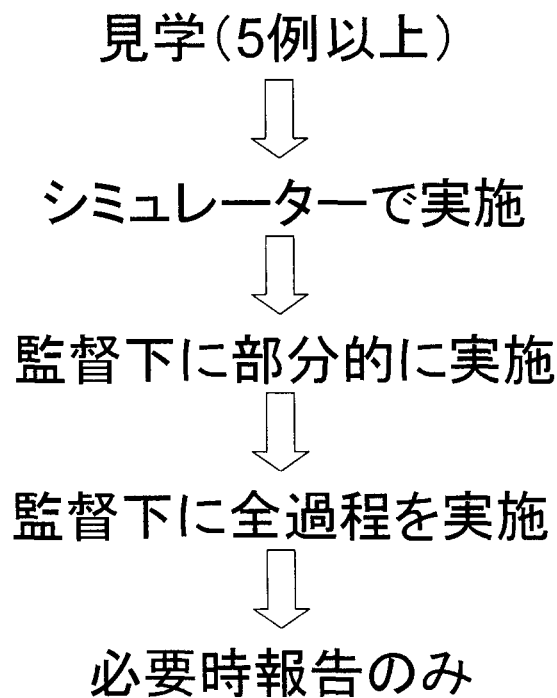 見学(5例以上)
シミュレーターで実施
監督下に部分的に実施
監督下に全過程を実施
必要時報告のみ